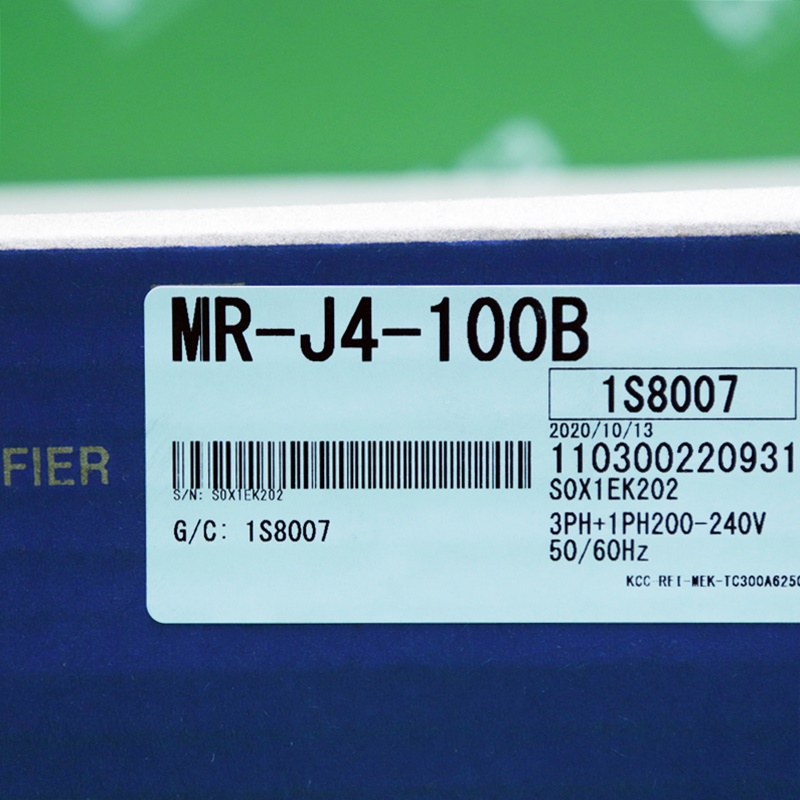 MR-J4-100B
1S8007
2020/10/13
110300220931
S0X1EK202
3PH+1PH200-240V
50/60Hz
KCC-REI-MEK-TC300A625
S/N: S0X1EK202
G/C: 1S8007
FIER